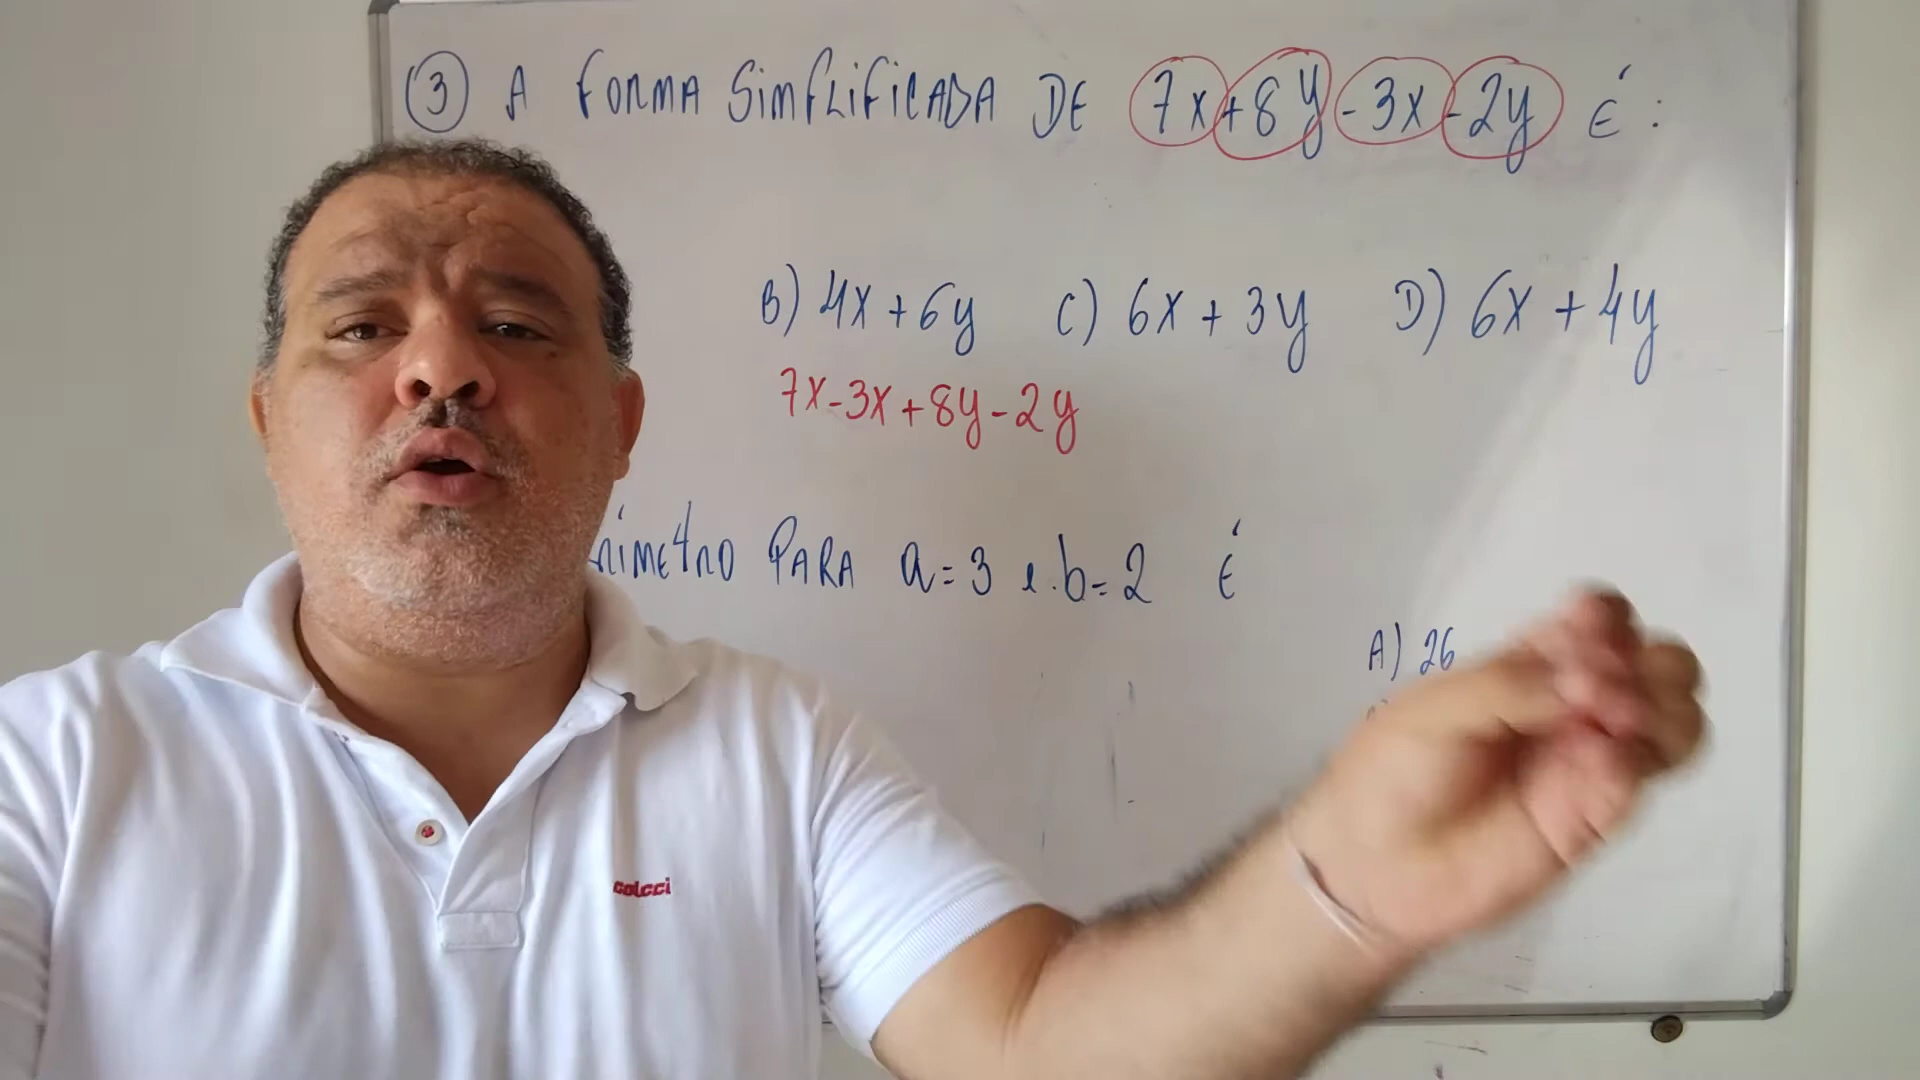 3 A FORMA SIMPLIFICADA DE 7x+8y-3x-2y É:
B) 4x+6y C) 6x+3y D) 6x+4y
7x-3x+8y-2y
PARA a=3 e b=2 É
A) 26
colcci